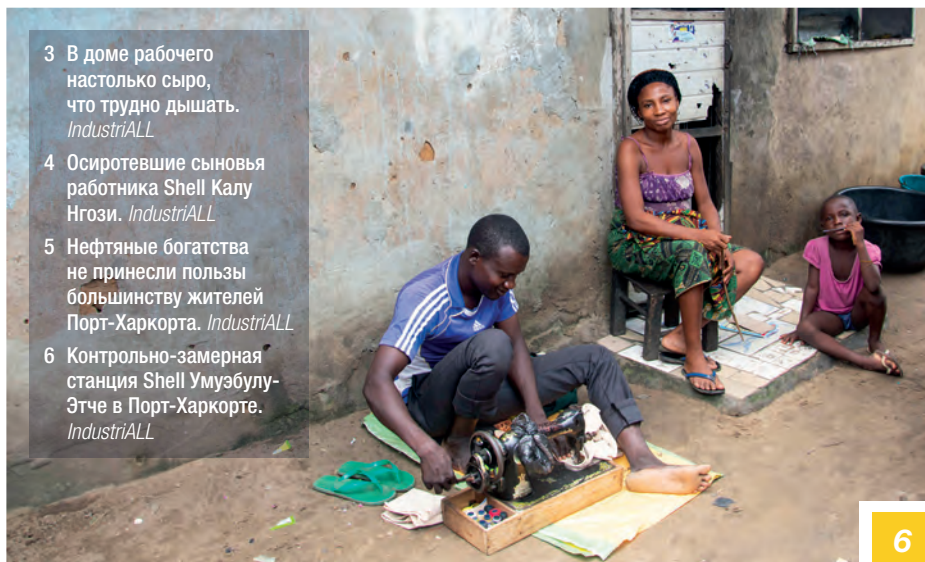 3 В доме рабочего
настолько сыро,
что трудно дышать.
IndustriALL
4 Осиротевшие сыновья
работника Shell Калу
Нгози. IndustriALL
5 Нефтяные богатства
не принесли пользы
большинству жителей
Порт-Харкорта. IndustriALL
6 Контрольно-замерная
станция Shell Умуэбулу-
Этче в Порт-Харкорте.
IndustriALL
6